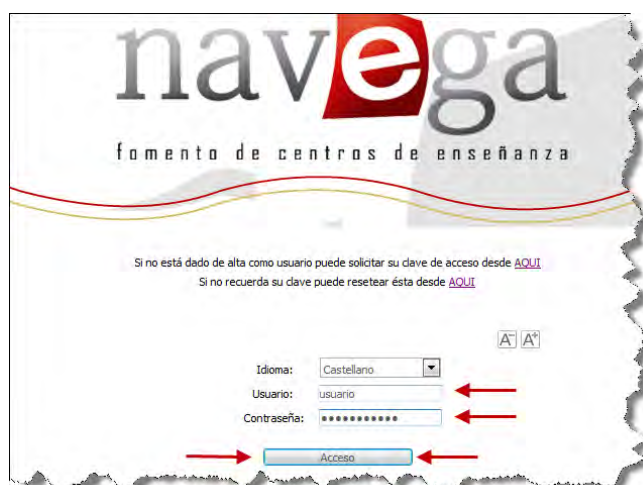 navega
fomento de centros de enseñanza
Si no está dado de alta como usuario puede solicitar su clave de acceso desde AQUI
Si no recuerda su clave puede resetear ésta desde AQUI
A- A+
Idioma: Castellano
Usuario: usuario
Contraseña: •••••••••••
Acceso